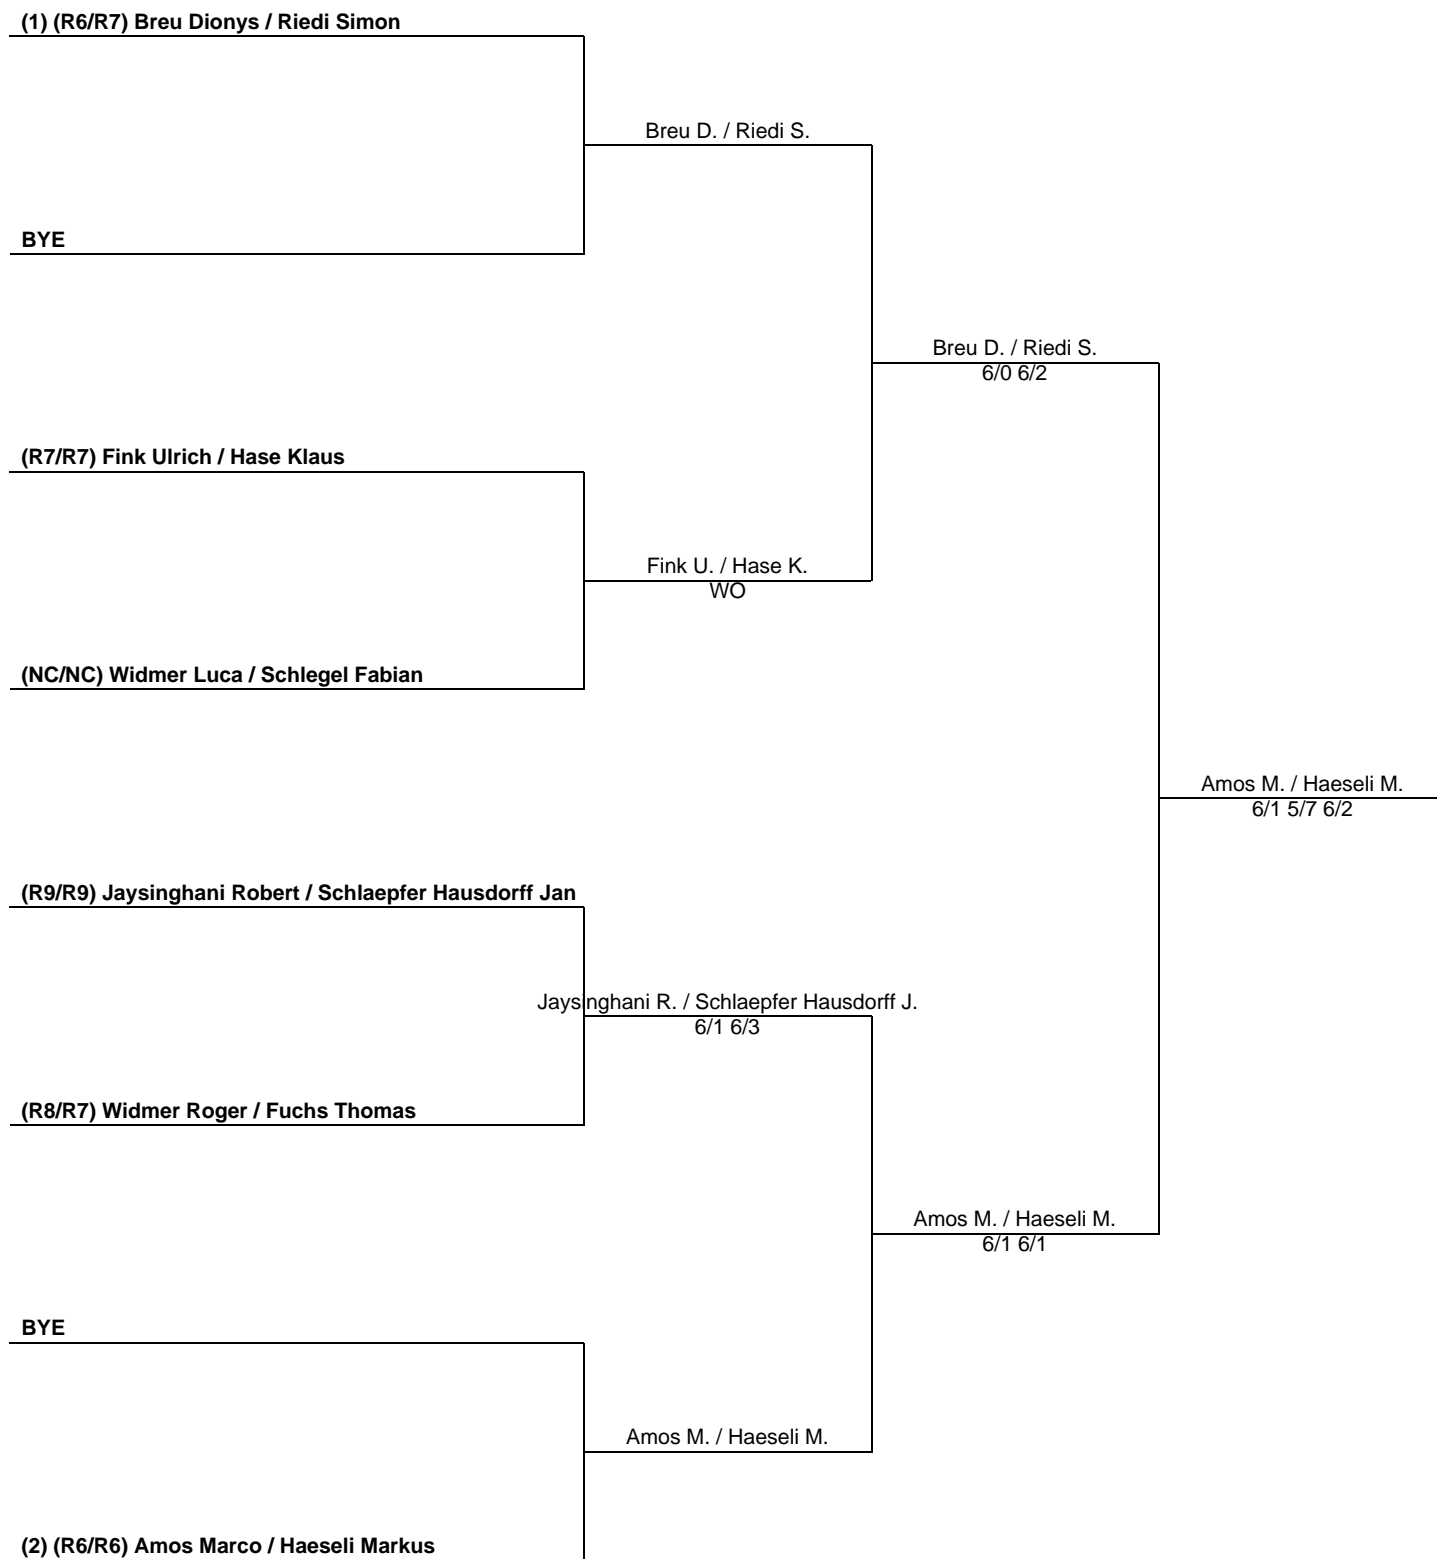 (1) (R6/R7) Breu Dionys / Riedi Simon
Breu D. / Riedi S.
BYE
Breu D. / Riedi S.
6/0 6/2
(R7/R7) Fink Ulrich / Hase Klaus
Fink U. / Hase K.
WO
(NC/NC) Widmer Luca / Schlegel Fabian
Amos M. / Haeseli M.
6/1 5/7 6/2
(R9/R9) Jaysinghani Robert / Schlaepfer Hausdorff Jan
Jaysinghani R. / Schlaepfer Hausdorff J.
6/1 6/3
(R8/R7) Widmer Roger / Fuchs Thomas
Amos M. / Haeseli M.
6/1 6/1
BYE
Amos M. / Haeseli M.
(2) (R6/R6) Amos Marco / Haeseli Markus